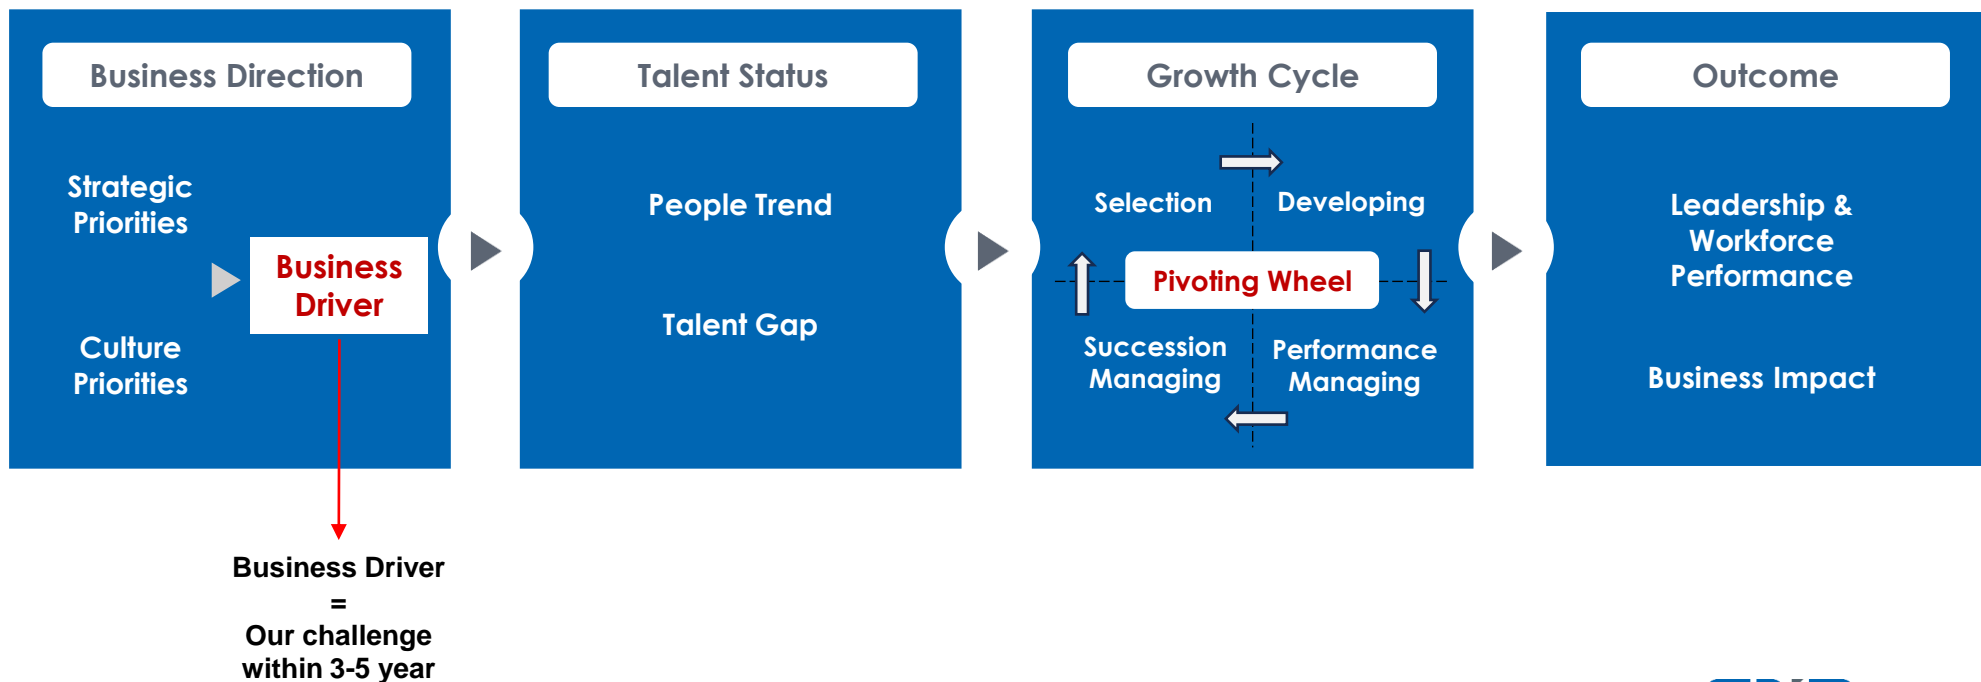 Business Direction
Strategic
Priorities
Business
Driver
Culture
Priorities
Talent Status
People Trend
Talent Gap
Growth Cycle
Selection
Developing
Pivoting Wheel
Succession
Managing
Performance
Managing
Outcome
Leadership &
Workforce
Performance
Business Impact
Business Driver
=
Our challenge
within 3-5 year